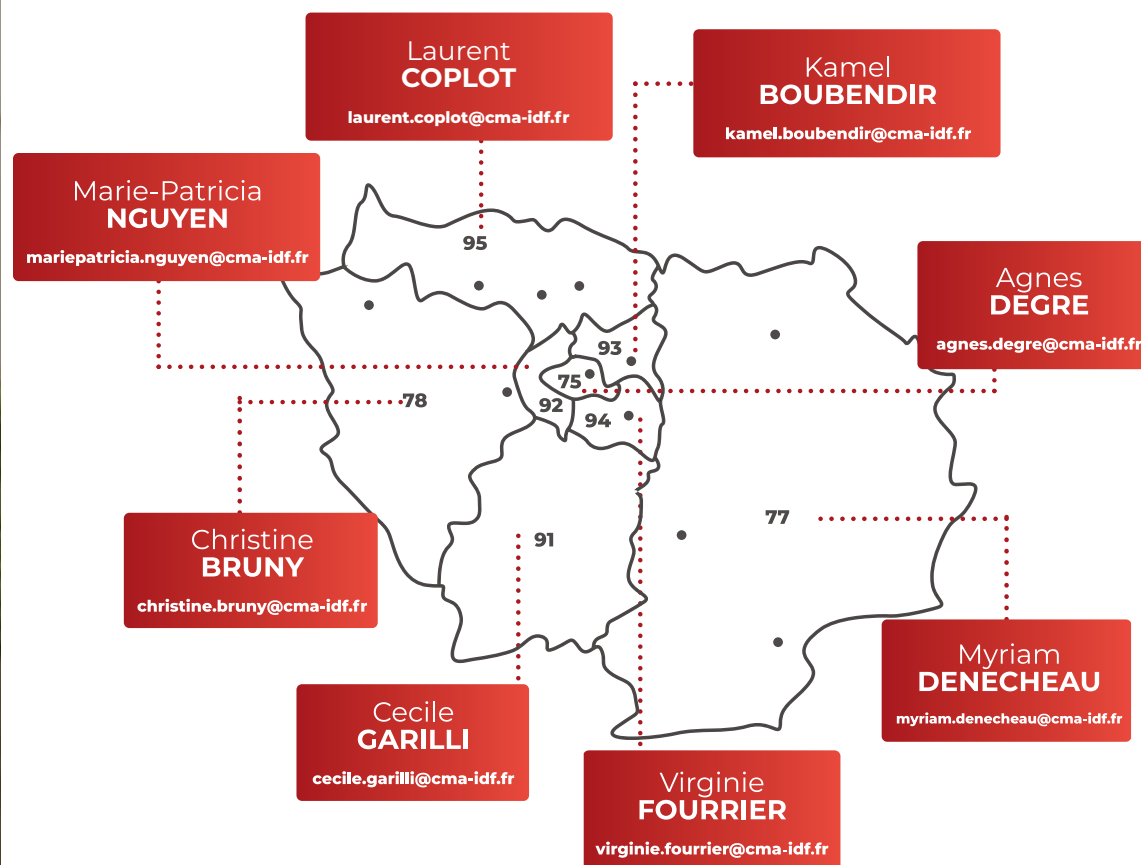 Laurent
COPLOT
laurent.coplot@cma-idf.fr
Kamel
BOUBENDIR
kamel.boubendir@cma-idf.fr
Marie-Patricia
NGUYEN
mariepatricia.nguyen@cma-idf.fr
95
Agnes
DEGRE
agnes.degre@cma-idf.fr
93
75
92
94
78
77
91
Christine
BRUNY
christine.bruny@cma-idf.fr
Myriam
DENECHEAU
myriam.denecheau@cma-idf.fr
Cecile
GARILLI
cecile.garilli@cma-idf.fr
Virginie
FOURRIER
virginie.fourrier@cma-idf.fr